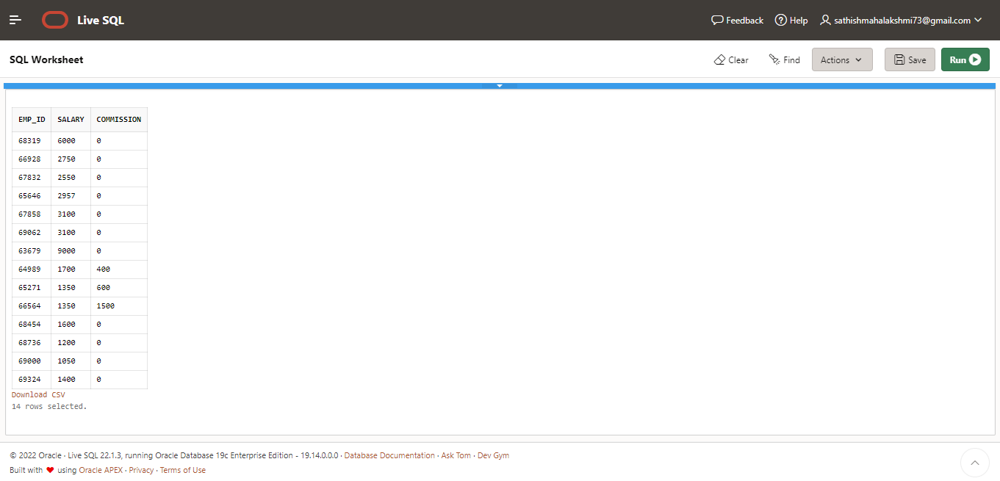 Live SQL
Feedback Help sathishmahalakshmi73@gmail.com
SQL Worksheet
Clear Find Actions Save Run
EMP_ID SALARY COMMISSION
68319 6000 0
66928 2750 0
67832 2550 0
65646 2957 0
67858 3100 0
69062 3100 0
63679 9000 0
64989 1700 400
65271 1350 600
66564 1350 1500
68454 1600 0
68736 1200 0
69000 1050 0
69324 1400 0
Download CSV
14 rows selected.
© 2022 Oracle · Live SQL 22.1.3, running Oracle Database 19c Enterprise Edition - 19.14.0.0.0 · Database Documentation · Ask Tom · Dev Gym
Built with ❤ using Oracle APEX · Privacy · Terms of Use